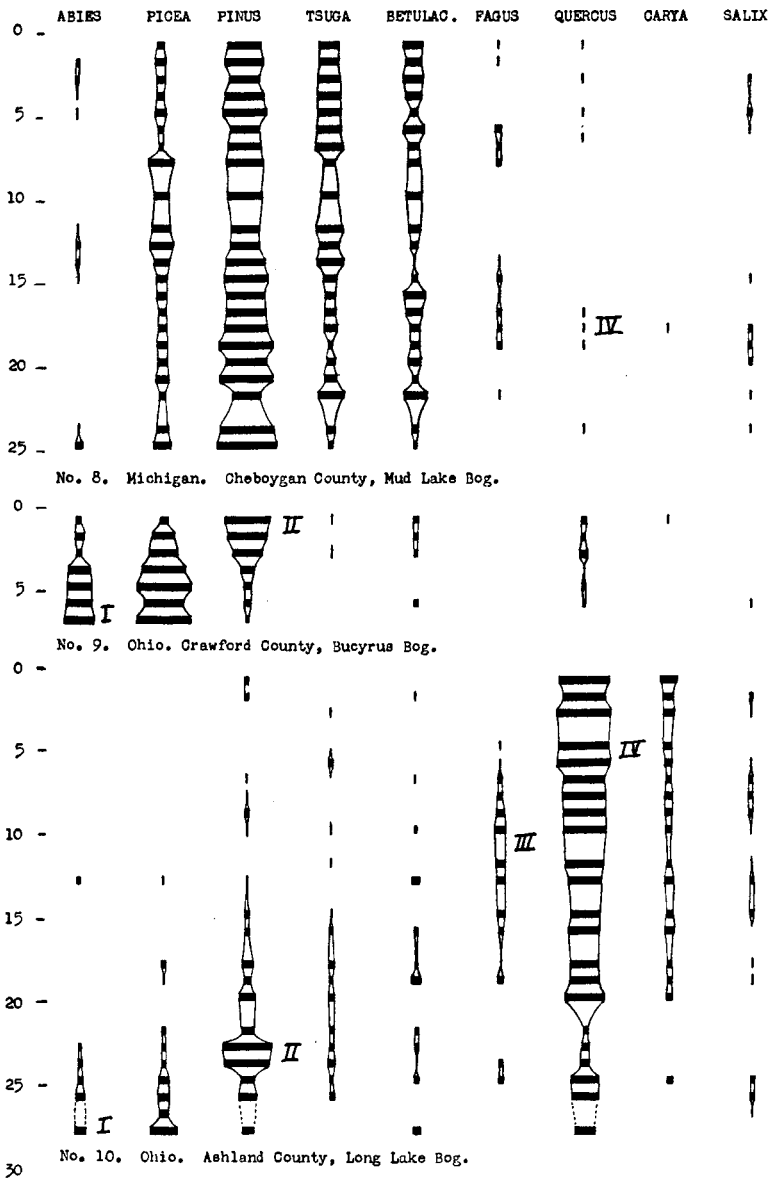 ABIES PICEA PINUS TSUGA BETULAC. FAGUS QUERCUS CARYA SALIX
0
5
10
15
IV
20
25
No. 8. Michigan. Cheboygan County, Mud Lake Bog.
0
II
5
I
No. 9. Ohio. Crawford County, Bucyrus Bog.
0
5
IV
10
III
15
20
II
25
I
No. 10. Ohio. Ashland County, Long Lake Bog.
30